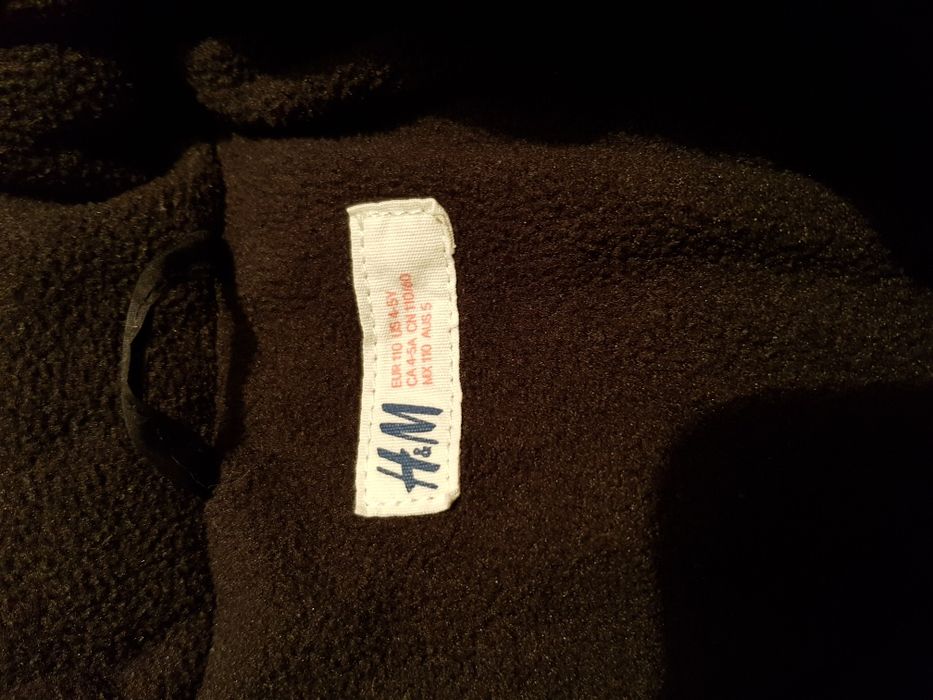 H&M
EUR 110 US 4-5Y
CA 4-5A CN 110/60
MX 110 AUS 5